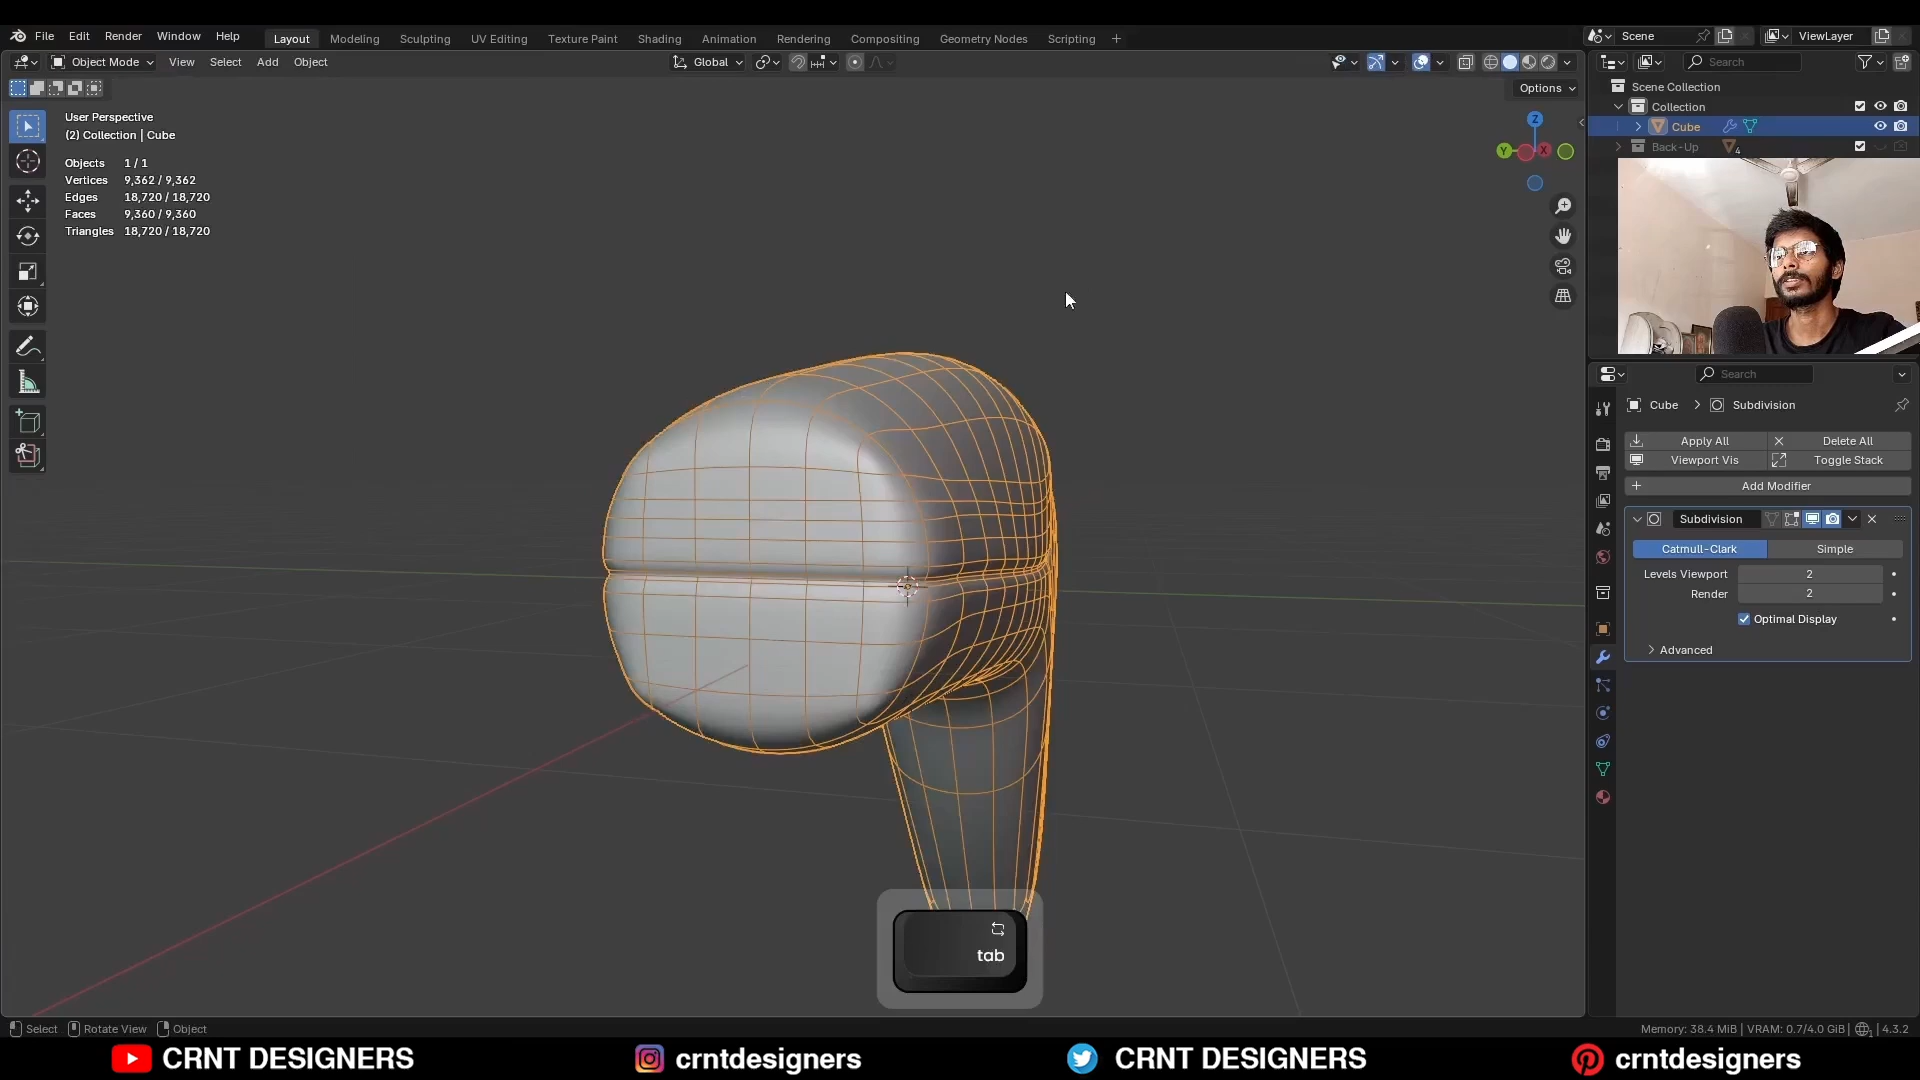 File Edit Render Window Help Layout Modeling Sculpting UV Editing Texture Paint Shading Animation Rendering Compositing Geometry Nodes Scripting Scene ViewLayer
Object Mode View Select Add Object Global Search
Options
User Perspective
(2) Collection | Cube
Objects 1 / 1
Vertices 9,362 / 9,362
Edges 18,720 / 18,720
Faces 9,360 / 9,360
Triangles 18,720 / 18,720
Z
Y X
Scene Collection
Collection
Cube
Back-Up 4
Search
Cube > Subdivision
Apply All Delete All
Viewport Vis Toggle Stack
Add Modifier
Subdivision
Catmull-Clark Simple
Levels Viewport 2
Render 2
Optimal Display
Advanced
tab
Select Rotate View Object Memory: 38.4 MiB | VRAM: 0.7/4.0 GiB | 4.3.2
CRNT DESIGNERS crntdesigners CRNT DESIGNERS crntdesigners